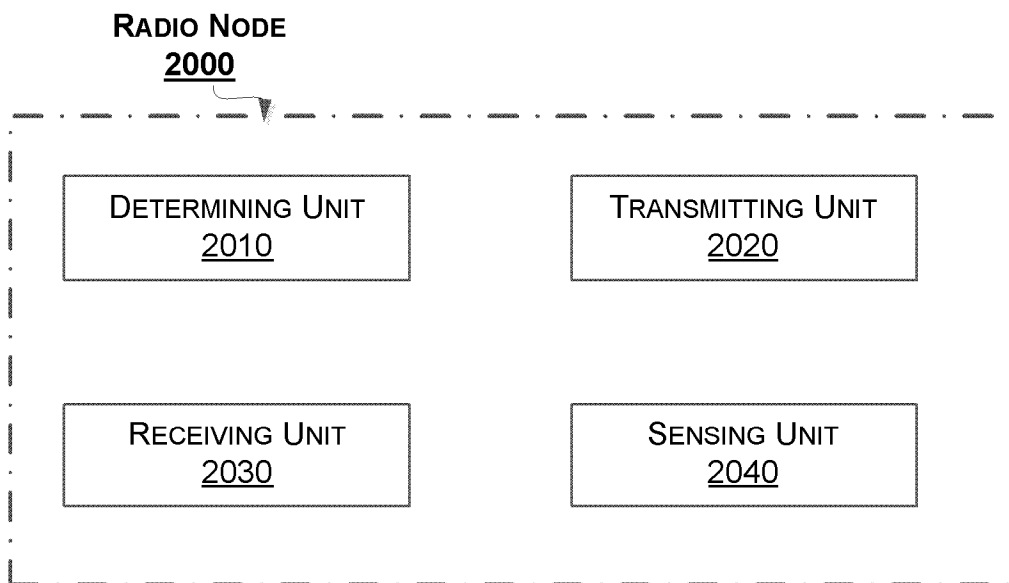 RADIO NODE
2000
DETERMINING UNIT
2010
TRANSMITTING UNIT
2020
RECEIVING UNIT
2030
SENSING UNIT
2040